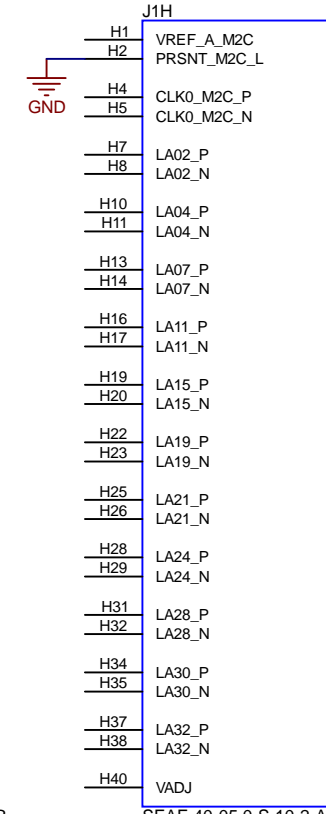 J1H
H1 VREF_A_M2C
H2 PRSNT_M2C_L
GND
H4 CLK0_M2C_P
H5 CLK0_M2C_N
H7 LA02_P
H8 LA02_N
H10 LA04_P
H11 LA04_N
H13 LA07_P
H14 LA07_N
H16 LA11_P
H17 LA11_N
H19 LA15_P
H20 LA15_N
H22 LA19_P
H23 LA19_N
H25 LA21_P
H26 LA21_N
H28 LA24_P
H29 LA24_N
H31 LA28_P
H32 LA28_N
H34 LA30_P
H35 LA30_N
H37 LA32_P
H38 LA32_N
H40 VADJ